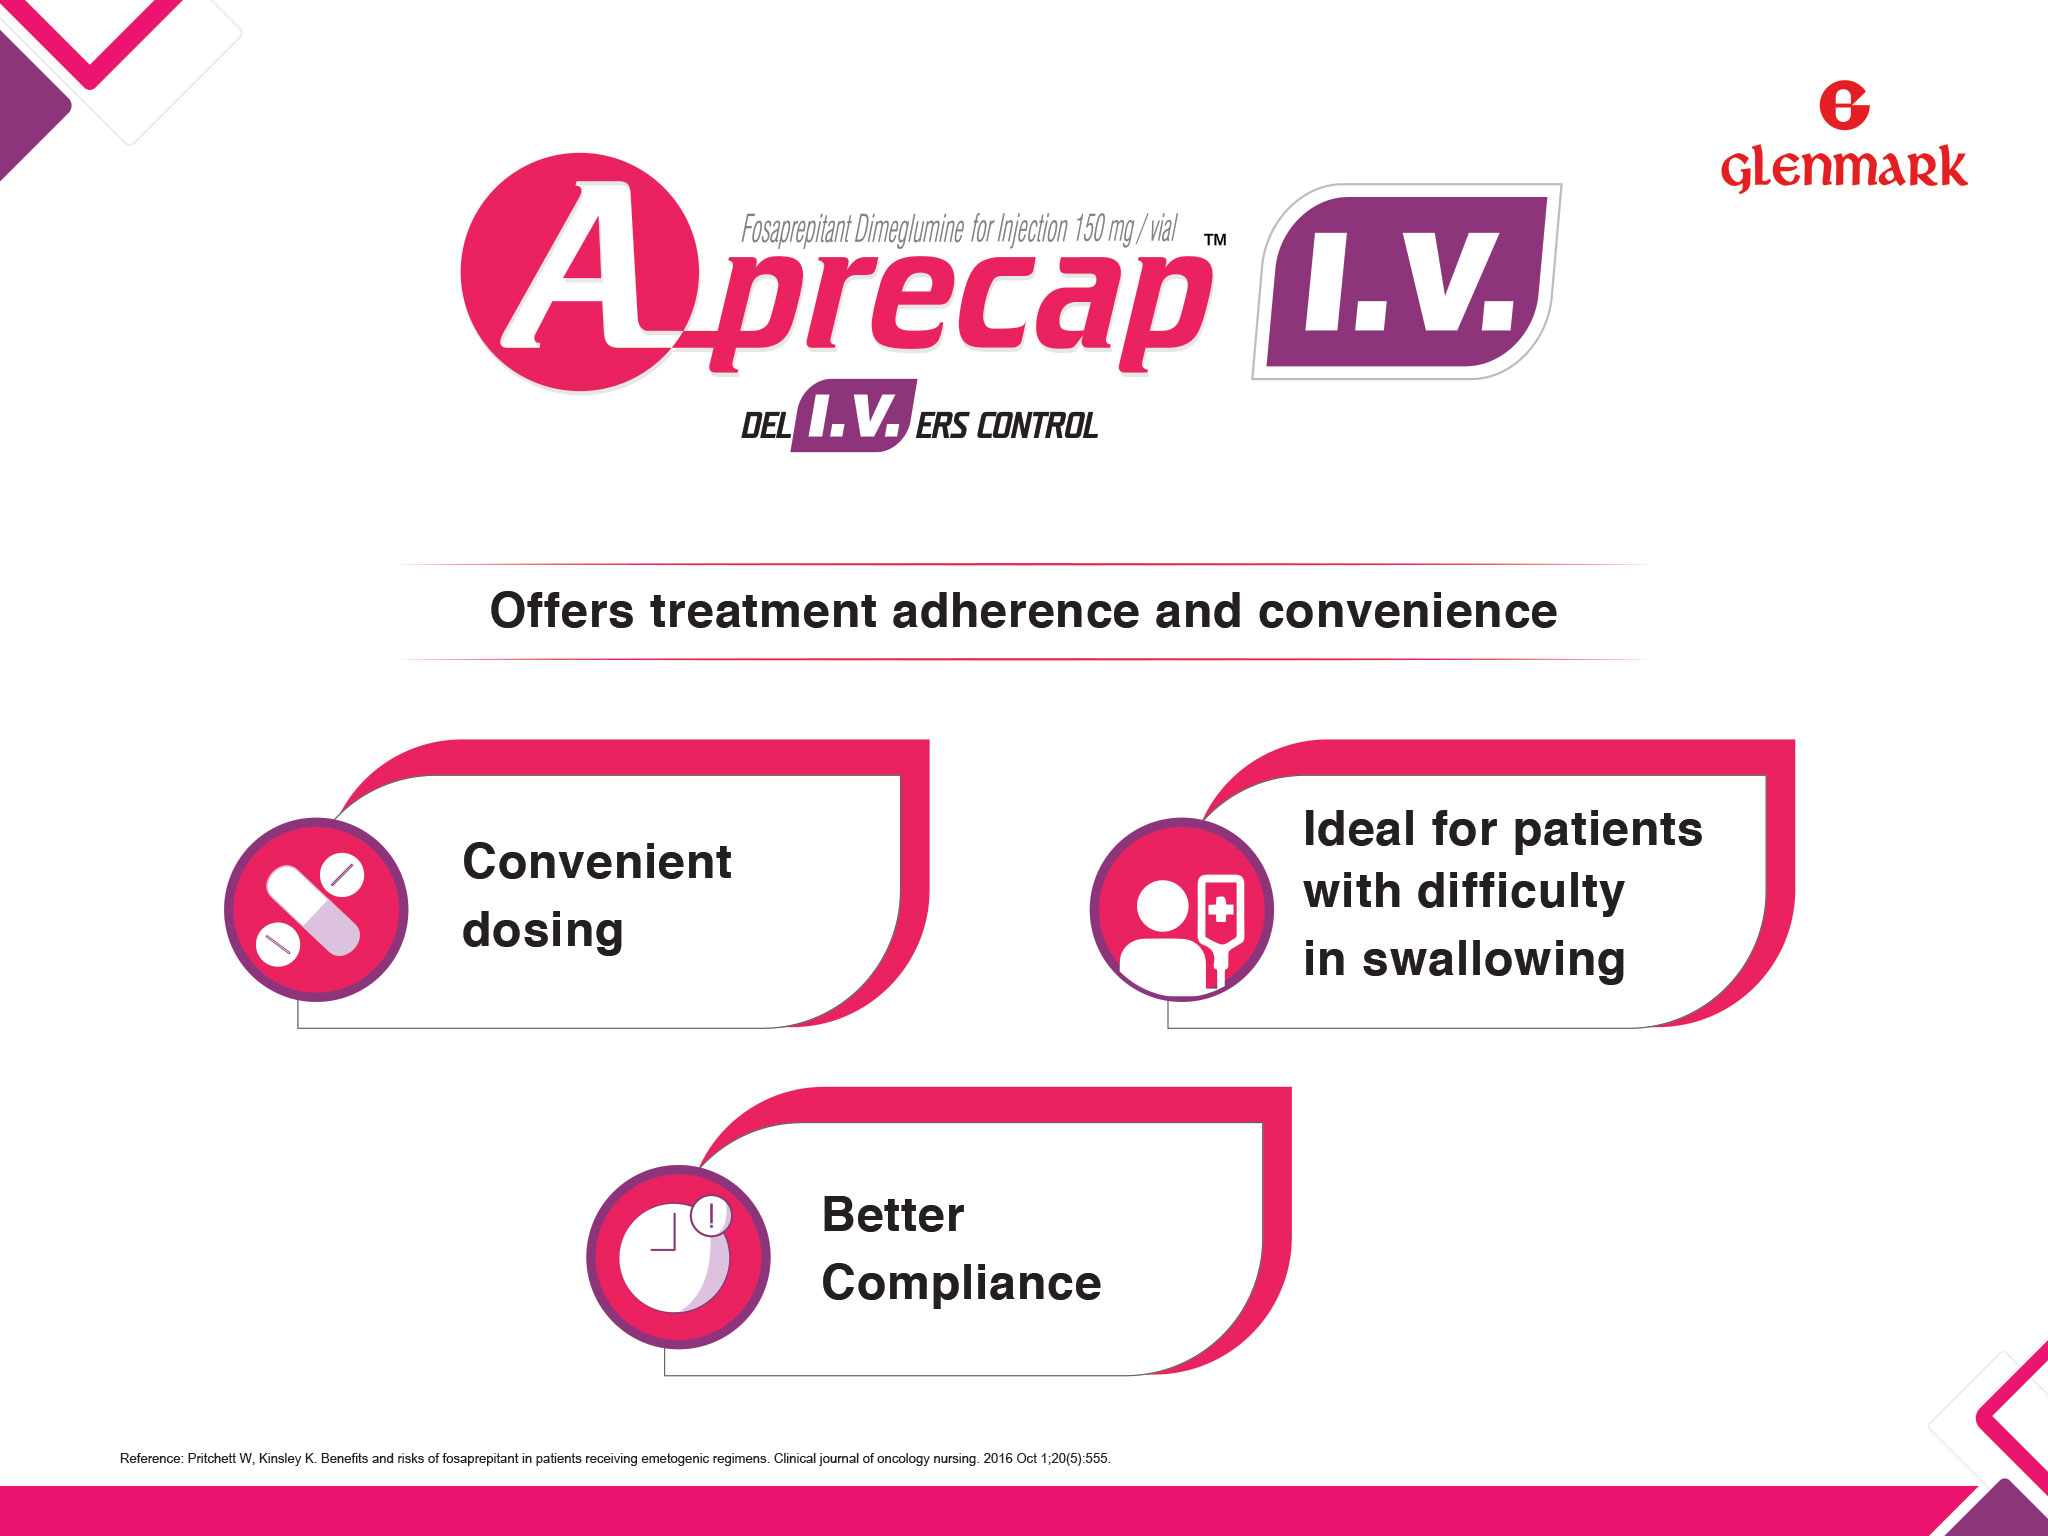 Glenmark
Fosaprepitant Dimeglumine for Injection 150 mg / vial
Aprecap™ I.V.
DELI.V.ERS CONTROL
Offers treatment adherence and convenience
Convenient
dosing
Ideal for patients
with difficulty
in swallowing
Better
Compliance
Reference: Pritchett W, Kinsley K. Benefits and risks of fosaprepitant in patients receiving emetogenic regimens. Clinical journal of oncology nursing. 2016 Oct 1;20(5):555.